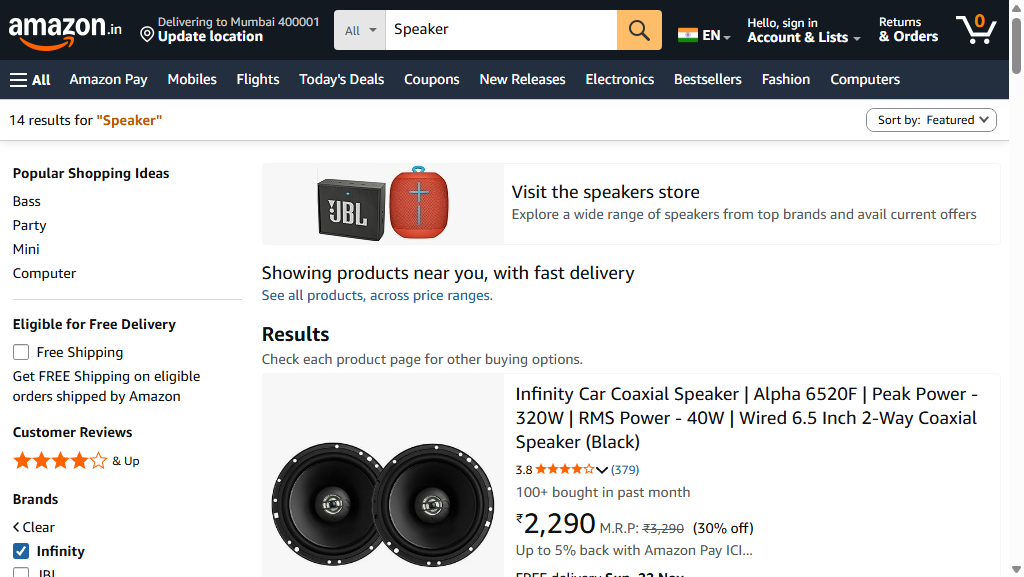 amazon.in
Delivering to Mumbai 400001
Update location
All
Speaker
EN
Hello, sign in
Account & Lists
Returns
& Orders
0
All
Amazon Pay
Mobiles
Flights
Today's Deals
Coupons
New Releases
Electronics
Bestsellers
Fashion
Computers
14 results for "Speaker"
Sort by: Featured
Popular Shopping Ideas
Bass
Party
Mini
Computer
Eligible for Free Delivery
Free Shipping
Get FREE Shipping on eligible
orders shipped by Amazon
Customer Reviews
& Up
Brands
Clear
Infinity
JBL
JBL
Visit the speakers store
Explore a wide range of speakers from top brands and avail current offers
Showing products near you, with fast delivery
See all products, across price ranges.
Results
Check each product page for other buying options.
Infinity Car Coaxial Speaker | Alpha 6520F | Peak Power -
320W | RMS Power - 40W | Wired 6.5 Inch 2-Way Coaxial
Speaker (Black)
3.8 (379)
100+ bought in past month
₹2,290 M.R.P: ₹3,290 (30% off)
Up to 5% back with Amazon Pay ICI...
FREE delivery Sun, 23 Nov